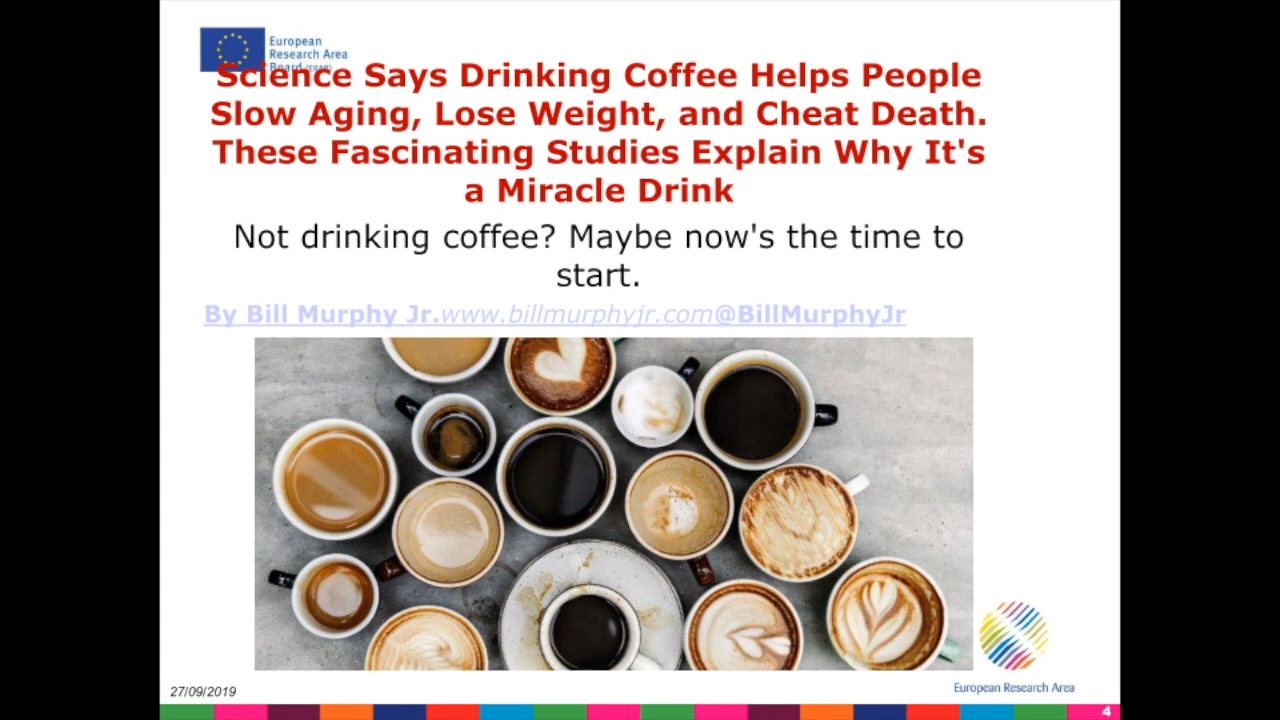 European
Research Area
Board (ERAB)
Science Says Drinking Coffee Helps People
Slow Aging, Lose Weight, and Cheat Death.
These Fascinating Studies Explain Why It's
a Miracle Drink
Not drinking coffee? Maybe now's the time to
start.
By Bill Murphy Jr.www.billmurphyjr.com@BillMurphyJr
European Research Area
27/09/2019
4